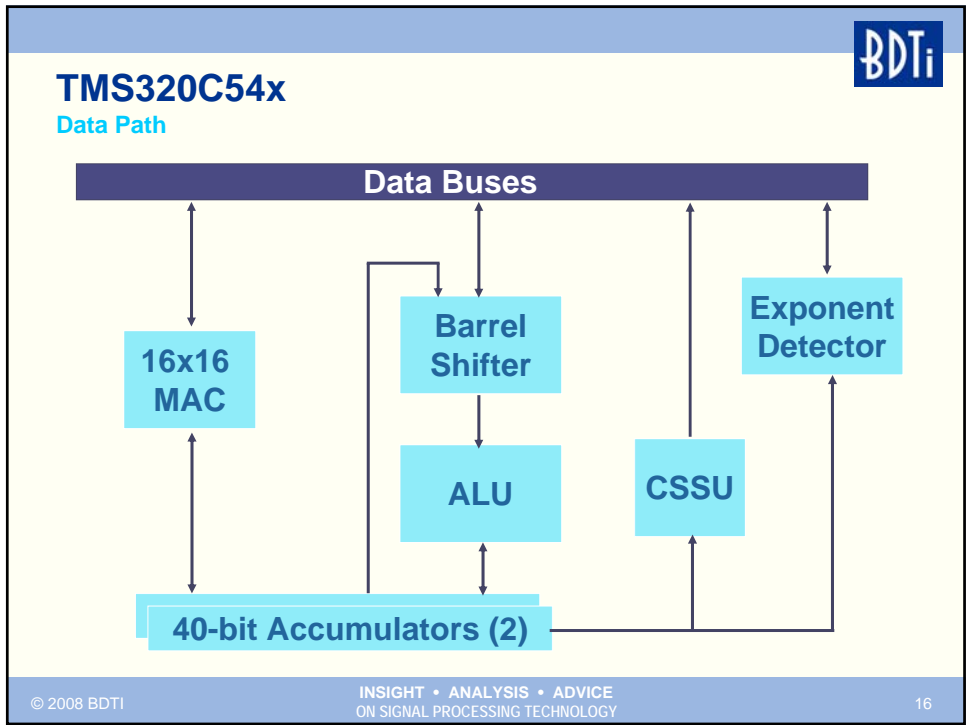 BDTi
TMS320C54x
Data Path
Data Buses
Barrel
Shifter
Exponent
Detector
16x16
MAC
ALU
CSSU
40-bit Accumulators (2)
© 2008 BDTI
INSIGHT • ANALYSIS • ADVICE
ON SIGNAL PROCESSING TECHNOLOGY
16